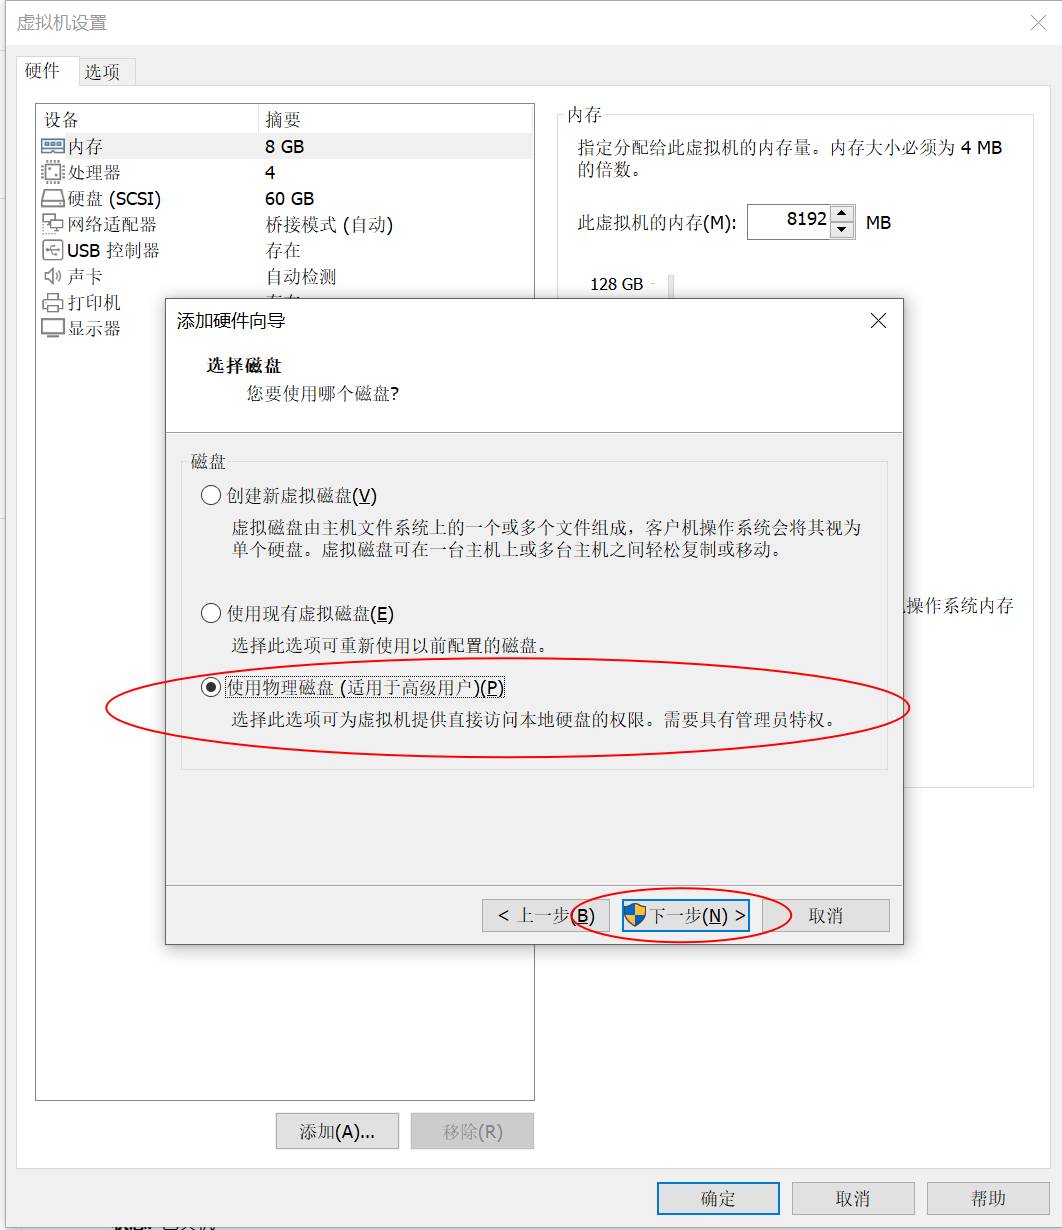 虚拟机设置
硬件
选项
设备 摘要
内存 8 GB
处理器 4
硬盘 (SCSI) 60 GB
网络适配器 桥接模式 (自动)
USB 控制器 存在
声卡 自动检测
打印机
显示器
内存
指定分配给此虚拟机的内存量。内存大小必须为 4 MB
的倍数。
此虚拟机的内存(M): 8192 MB
128 GB
操作系统内存
添加硬件向导
选择磁盘
您要使用哪个磁盘?
磁盘
创建新虚拟磁盘(V)
虚拟磁盘由主机文件系统上的一个或多个文件组成，客户机操作系统会将其视为
单个硬盘。虚拟磁盘可在一台主机上或多台主机之间轻松复制或移动。
使用现有虚拟磁盘(E)
选择此选项可重新使用以前配置的磁盘。
使用物理磁盘 (适用于高级用户)(P)
选择此选项可为虚拟机提供直接访问本地硬盘的权限。需要具有管理员特权。
< 上一步(B)
下一步(N) >
取消
添加(A)...
移除(R)
确定
取消
帮助